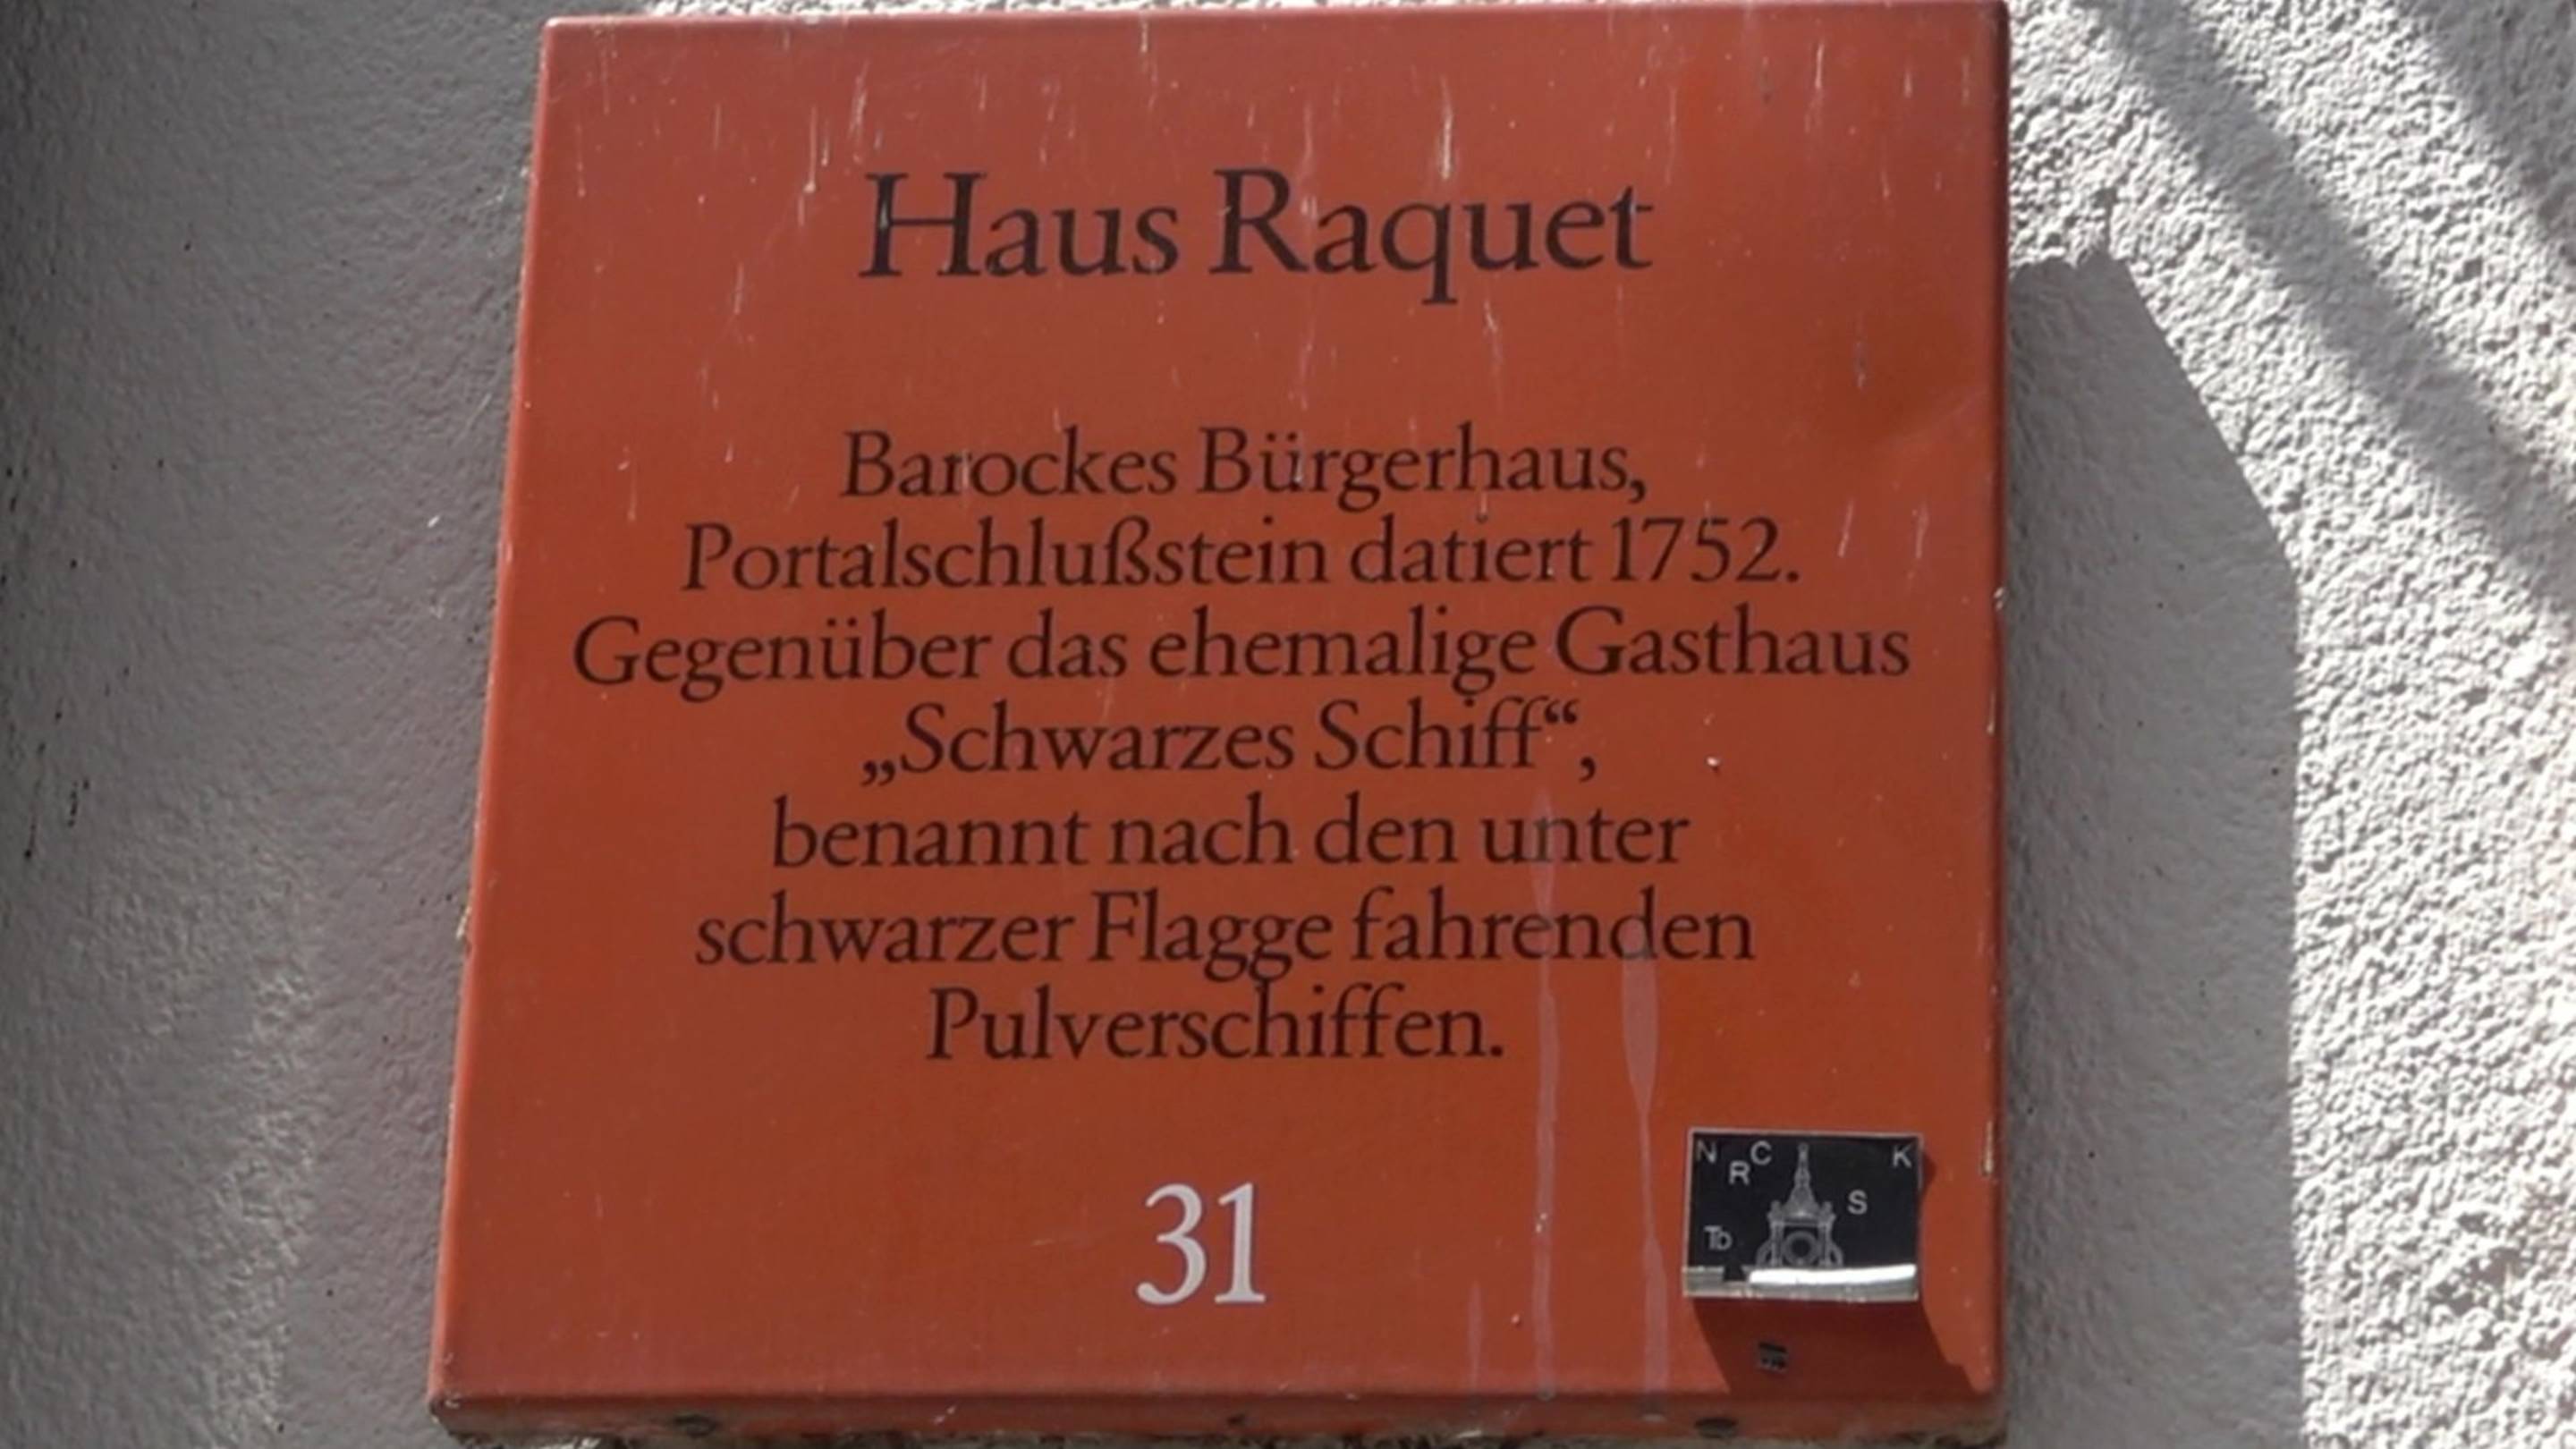 Haus Raquet
Barockes Bürgerhaus,
Portalschlußstein datiert 1752.
Gegenüber das ehemalige Gasthaus
„Schwarzes Schiff“,
benannt nach den unter
schwarzer Flagge fahrenden
Pulverschiffen.
31
N R C K
S
Tb